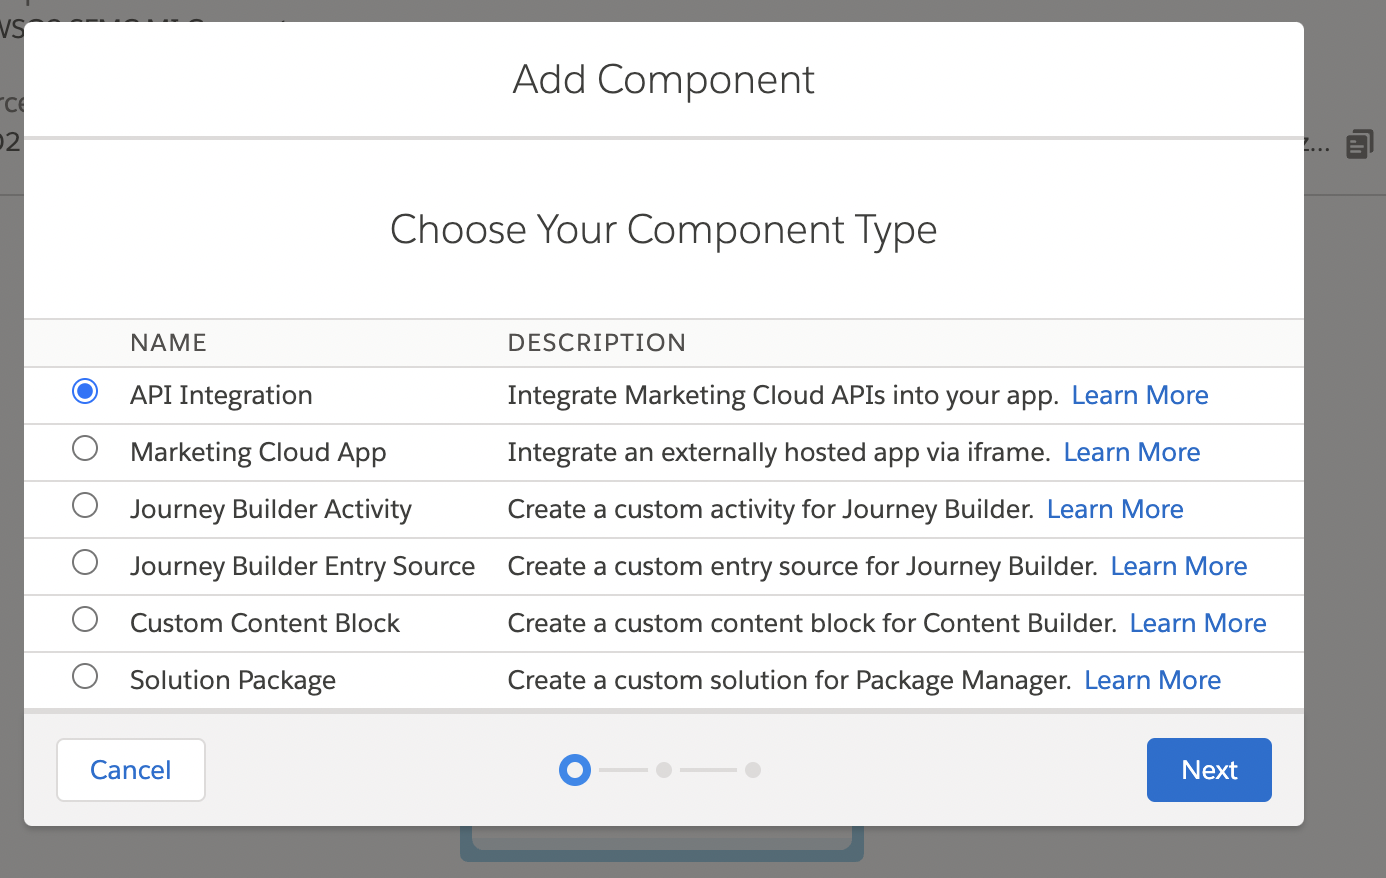 Add Component
Choose Your Component Type
NAME DESCRIPTION
API Integration Integrate Marketing Cloud APIs into your app. Learn More
Marketing Cloud App Integrate an externally hosted app via iframe. Learn More
Journey Builder Activity Create a custom activity for Journey Builder. Learn More
Journey Builder Entry Source Create a custom entry source for Journey Builder. Learn More
Custom Content Block Create a custom content block for Content Builder. Learn More
Solution Package Create a custom solution for Package Manager. Learn More
Cancel Next